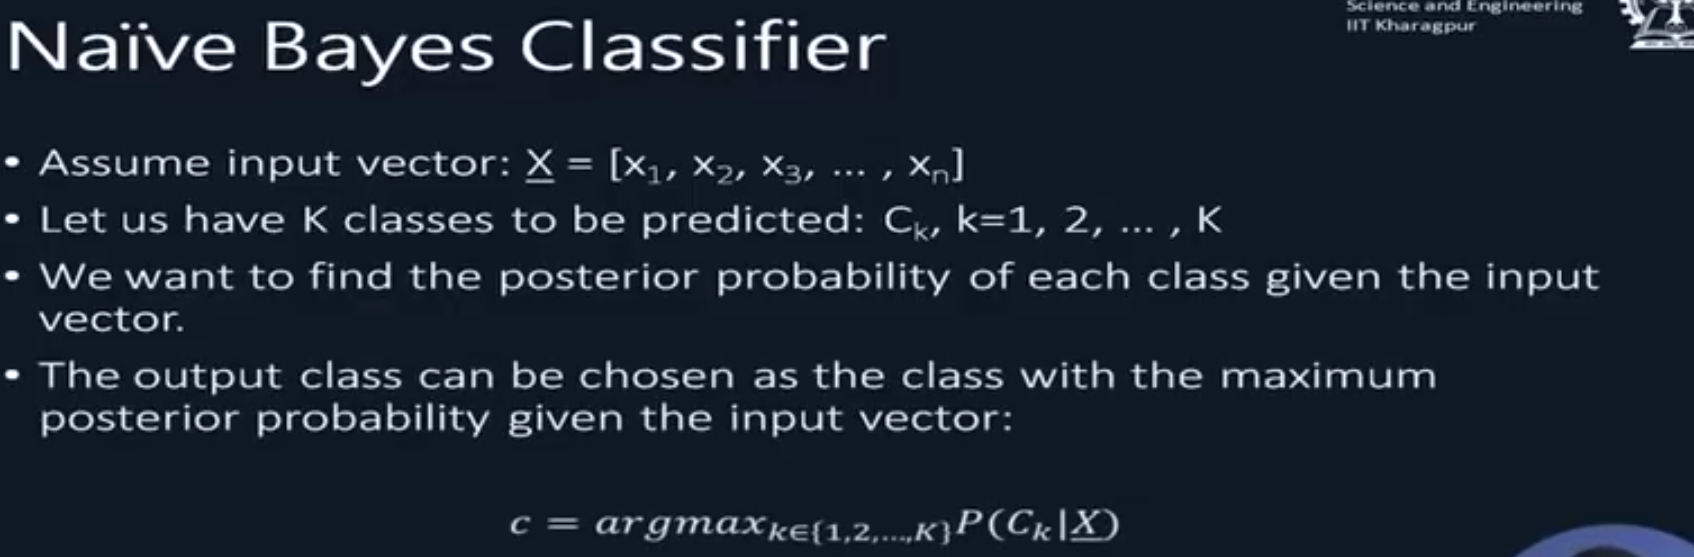 Science and Engineering
IIT Kharagpur
Naïve Bayes Classifier
• Assume input vector: X = [x₁, x₂, x₃, ... , xₙ]
• Let us have K classes to be predicted: Cₖ, k=1, 2, ... , K
• We want to find the posterior probability of each class given the input
vector.
• The output class can be chosen as the class with the maximum
posterior probability given the input vector:
c = argmaxₖ∈{1,2,...,K}P(Cₖ|X)